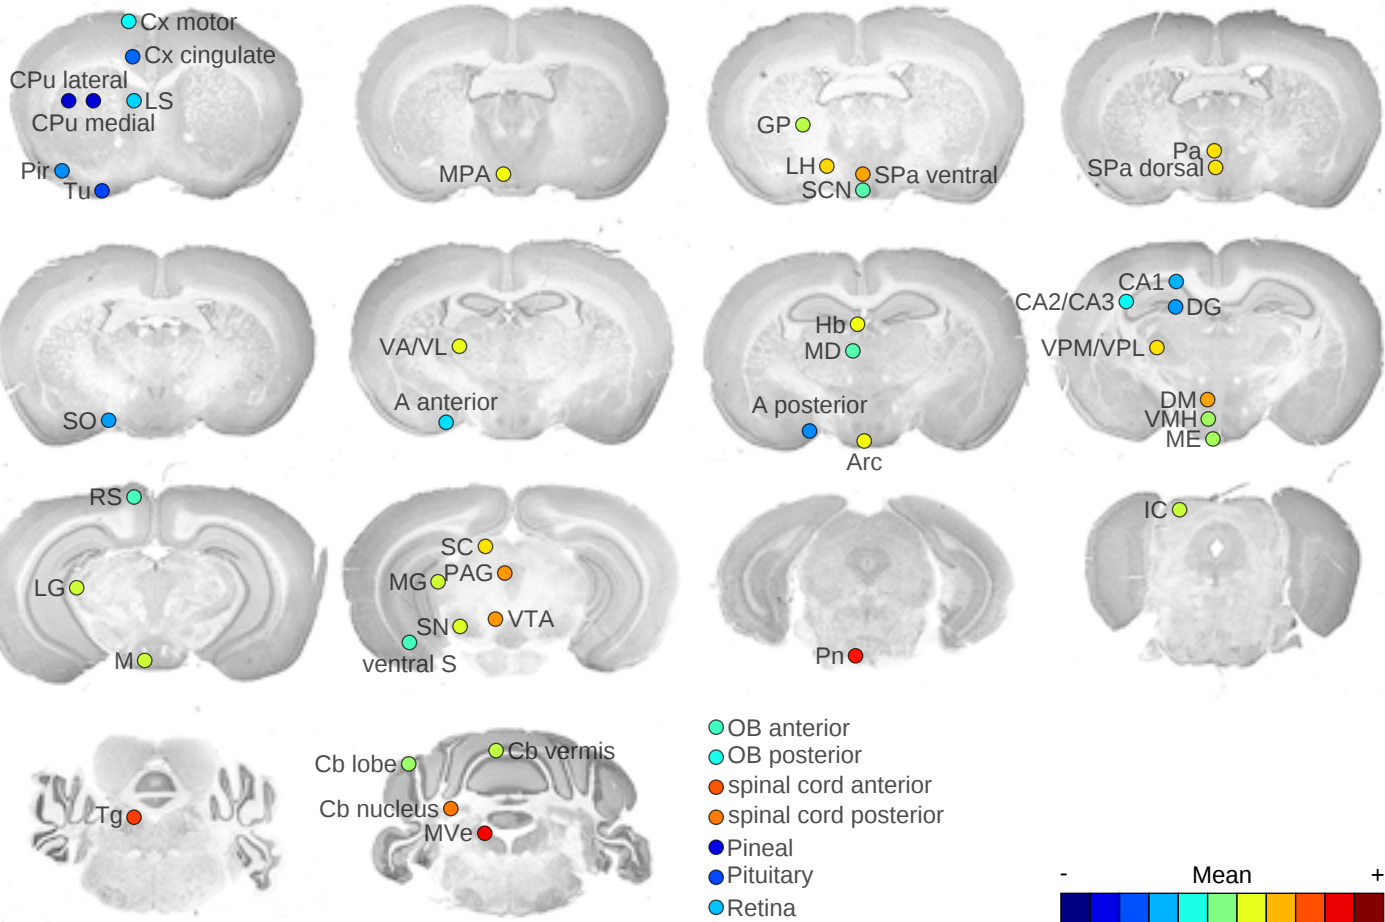 Cx motor
Cx cingulate
CPu lateral
LS
CPu medial
Pir
Tu
MPA
GP
LH
SPa ventral
SCN
Pa
SPa dorsal
SO
VA/VL
A anterior
Hb
MD
A posterior
Arc
CA1
CA2/CA3
DG
VPM/VPL
DM
VMH
ME
RS
LG
M
SC
PAG
MG
SN
VTA
ventral S
Pn
IC
Tg
Cb lobe
Cb vermis
Cb nucleus
MVe
OB anterior
OB posterior
spinal cord anterior
spinal cord posterior
Pineal
Pituitary
Retina
- Mean +